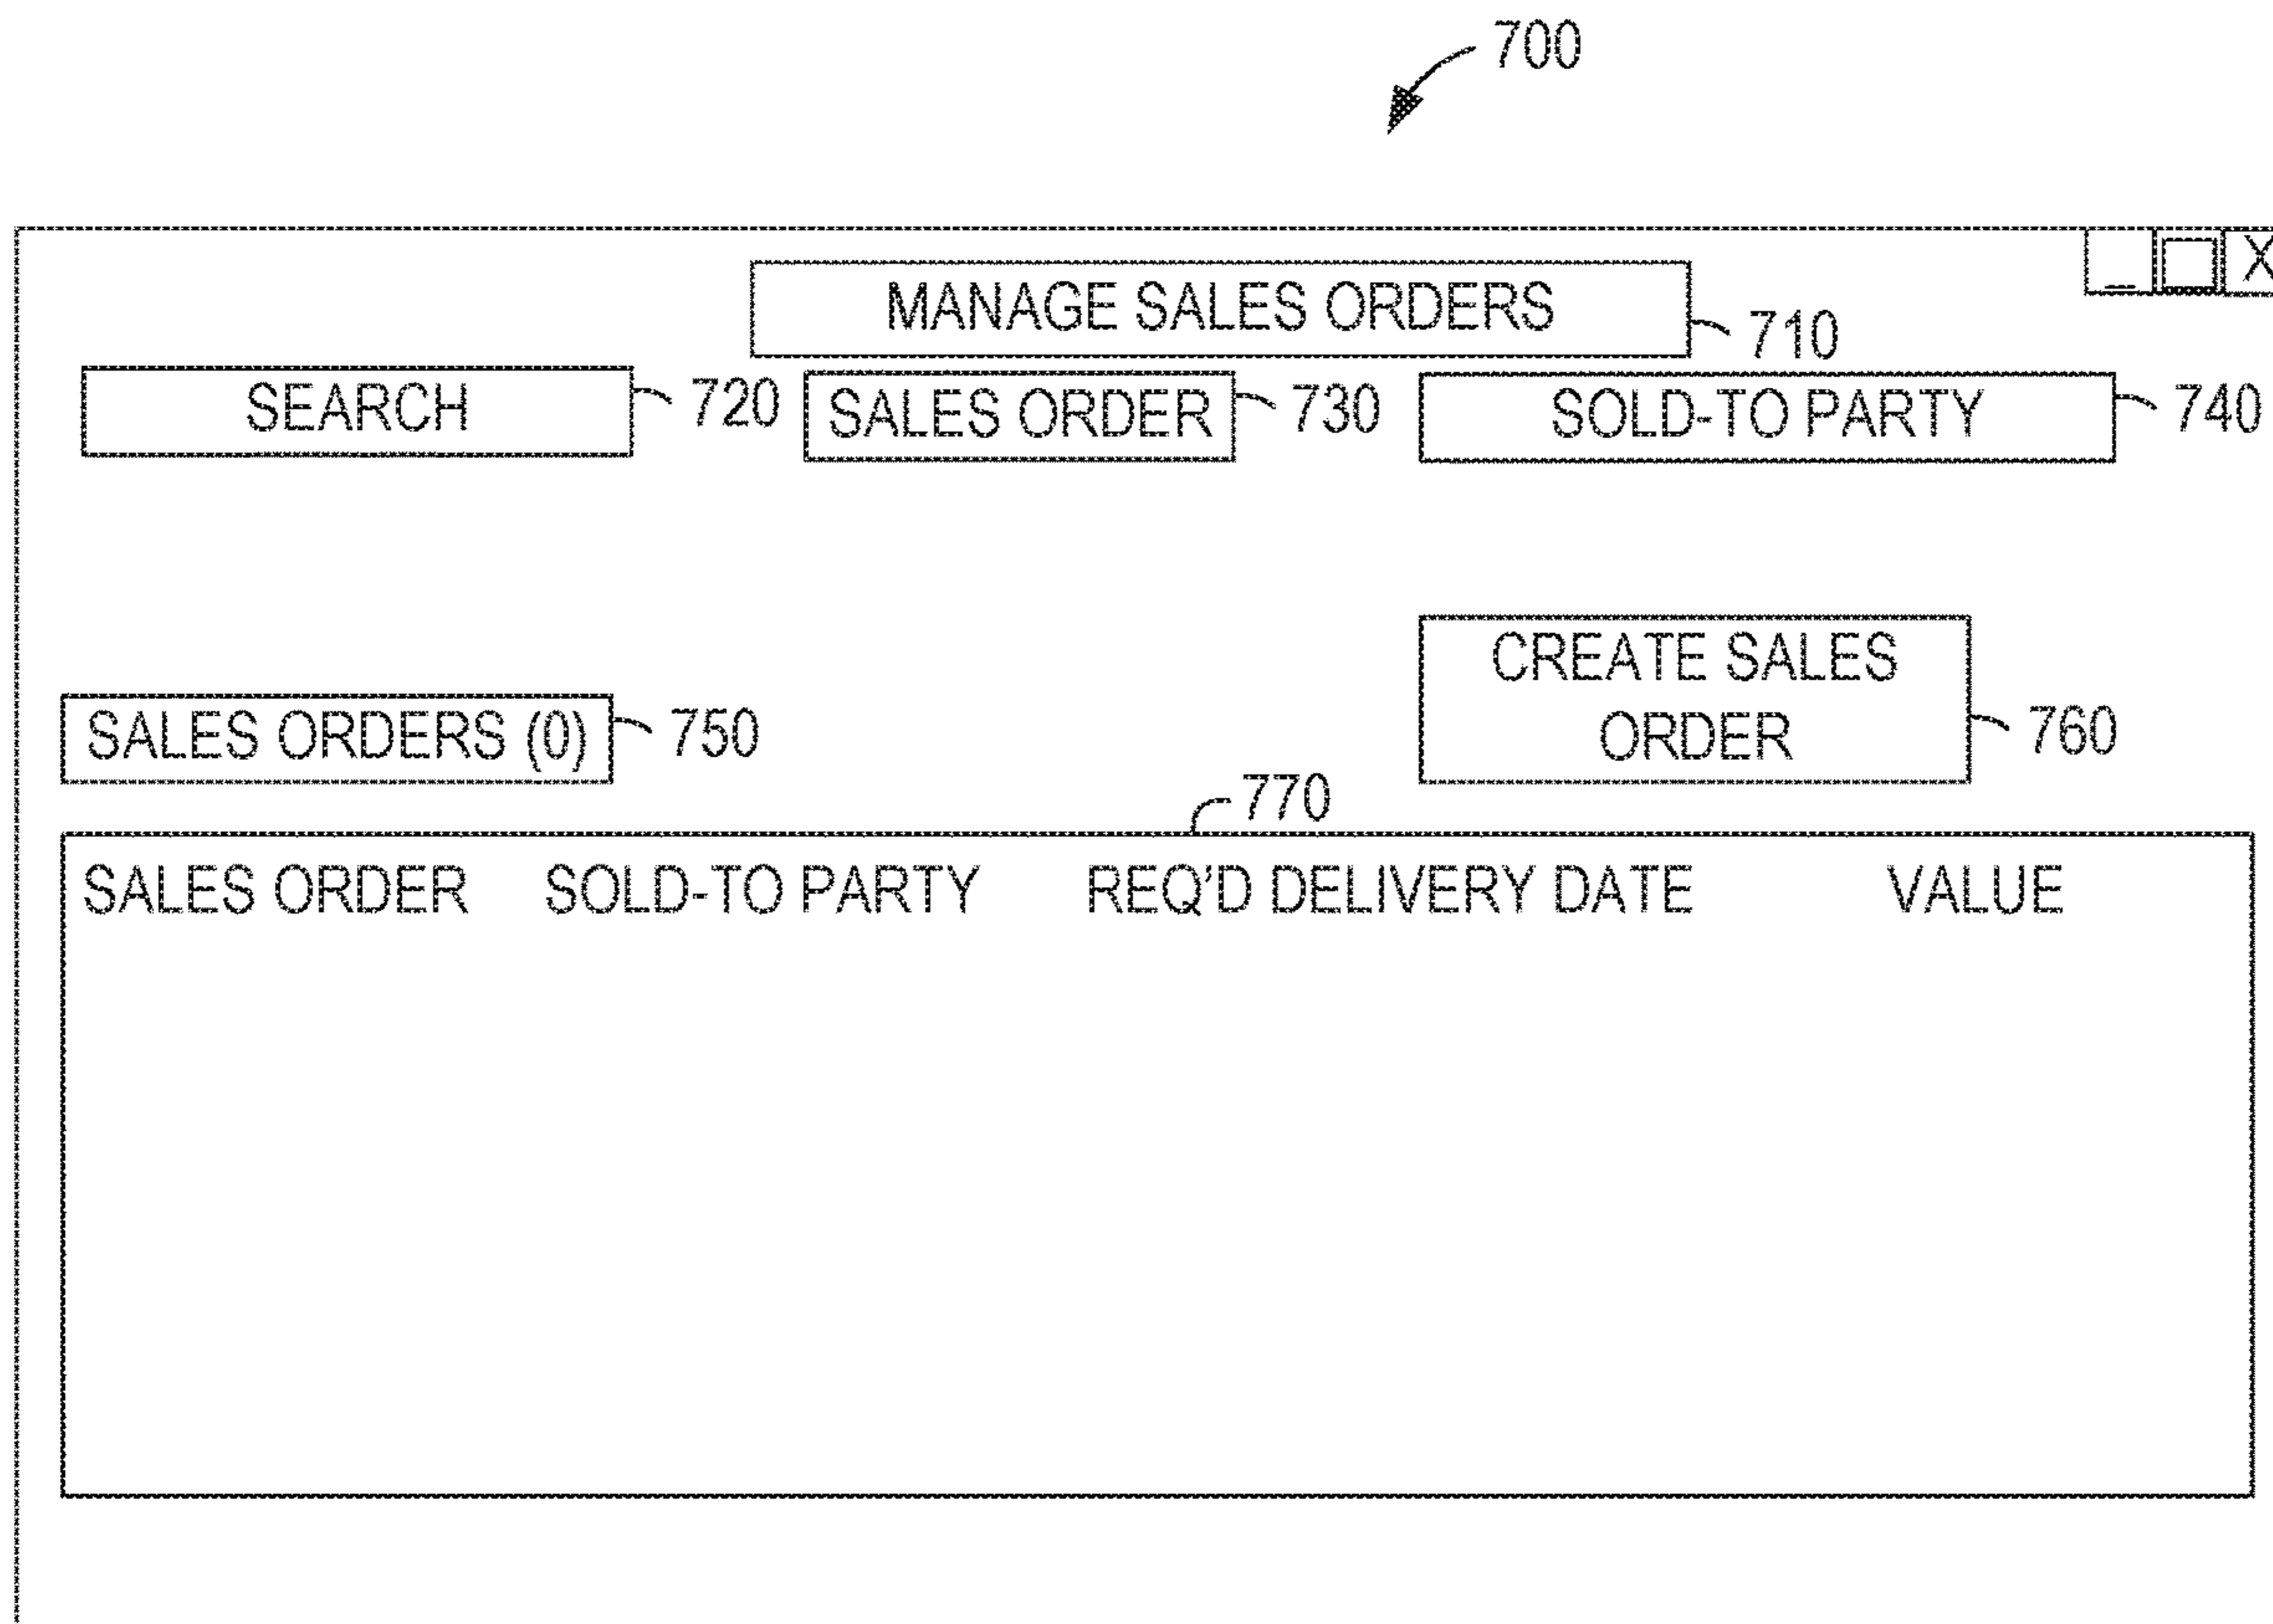 700
_ X
MANAGE SALES ORDERS 710
SEARCH 720 SALES ORDER 730 SOLD-TO PARTY 740
CREATE SALES
ORDER 760
SALES ORDERS (0) 750
770
SALES ORDER SOLD-TO PARTY REQ'D DELIVERY DATE VALUE